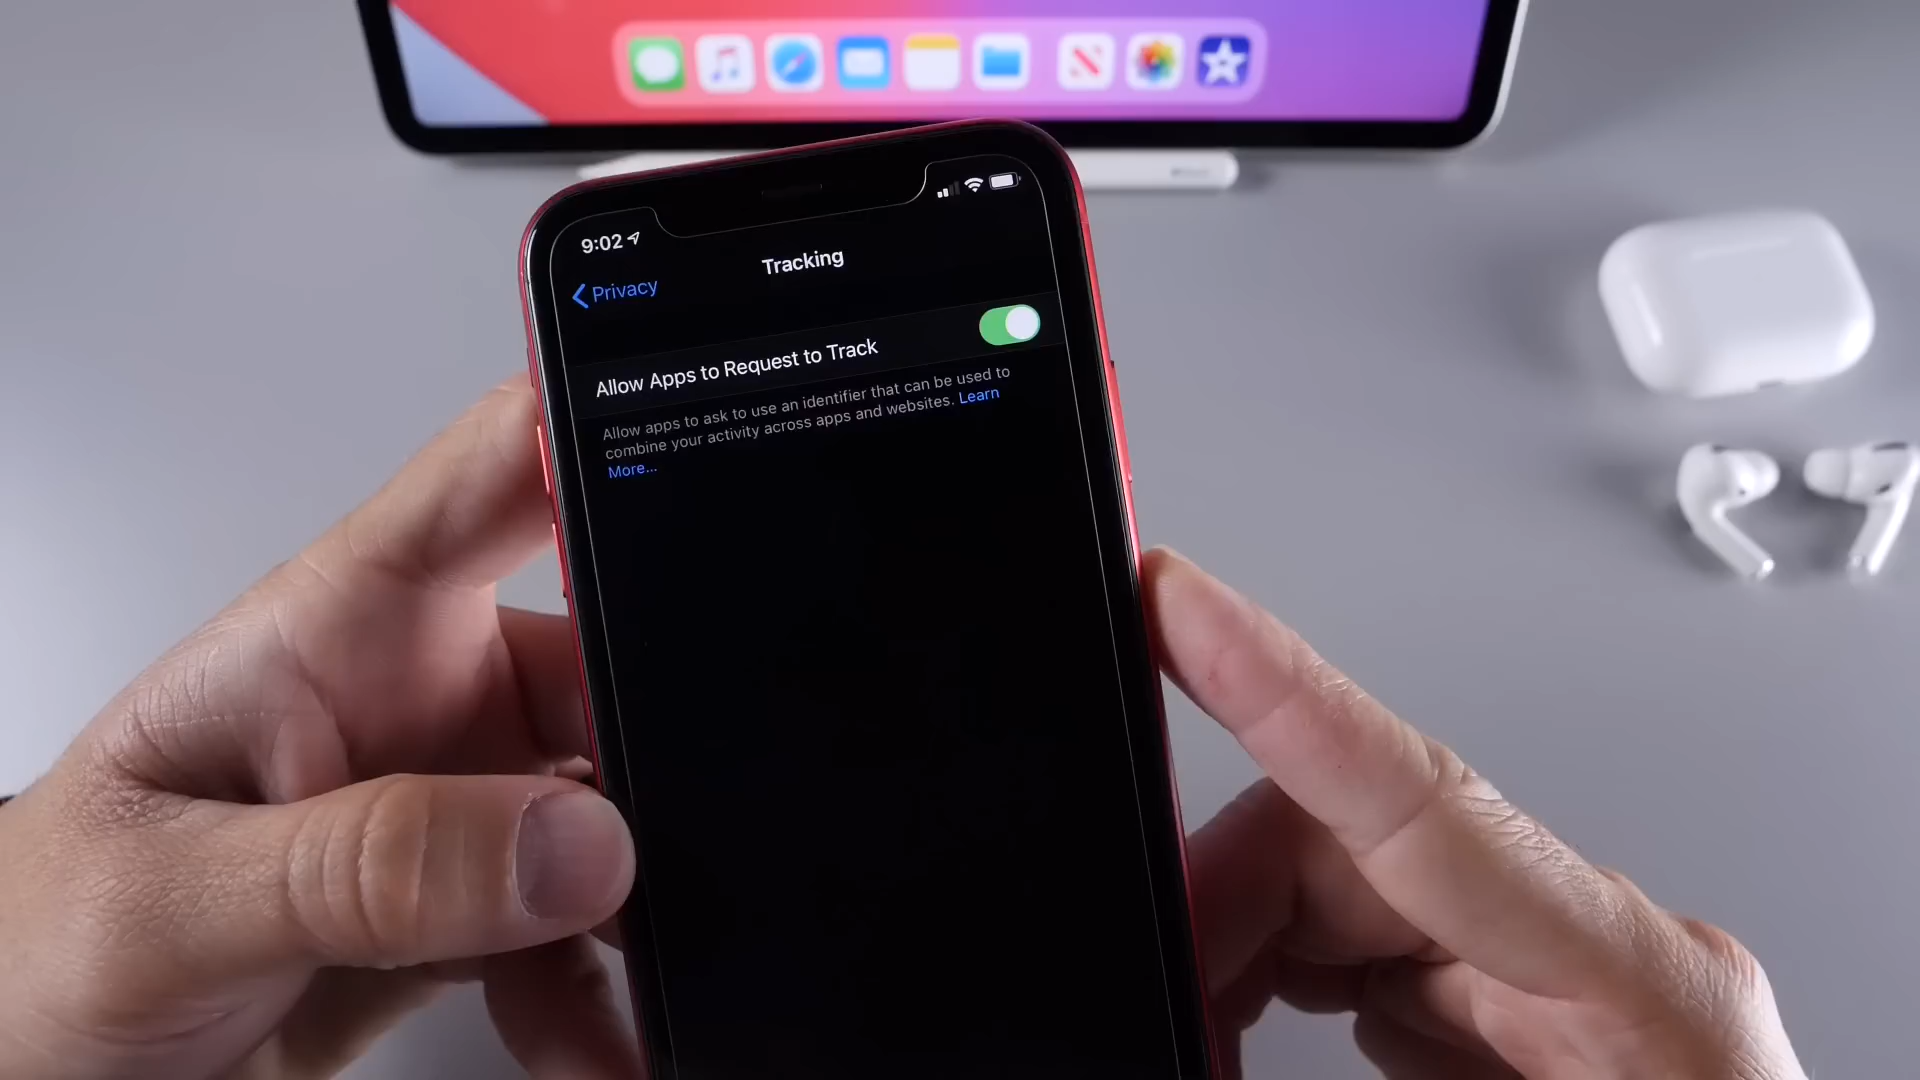 9:02
Privacy
Tracking
Allow Apps to Request to Track
Allow apps to ask to use an identifier that can be used to
combine your activity across apps and websites. Learn
More...